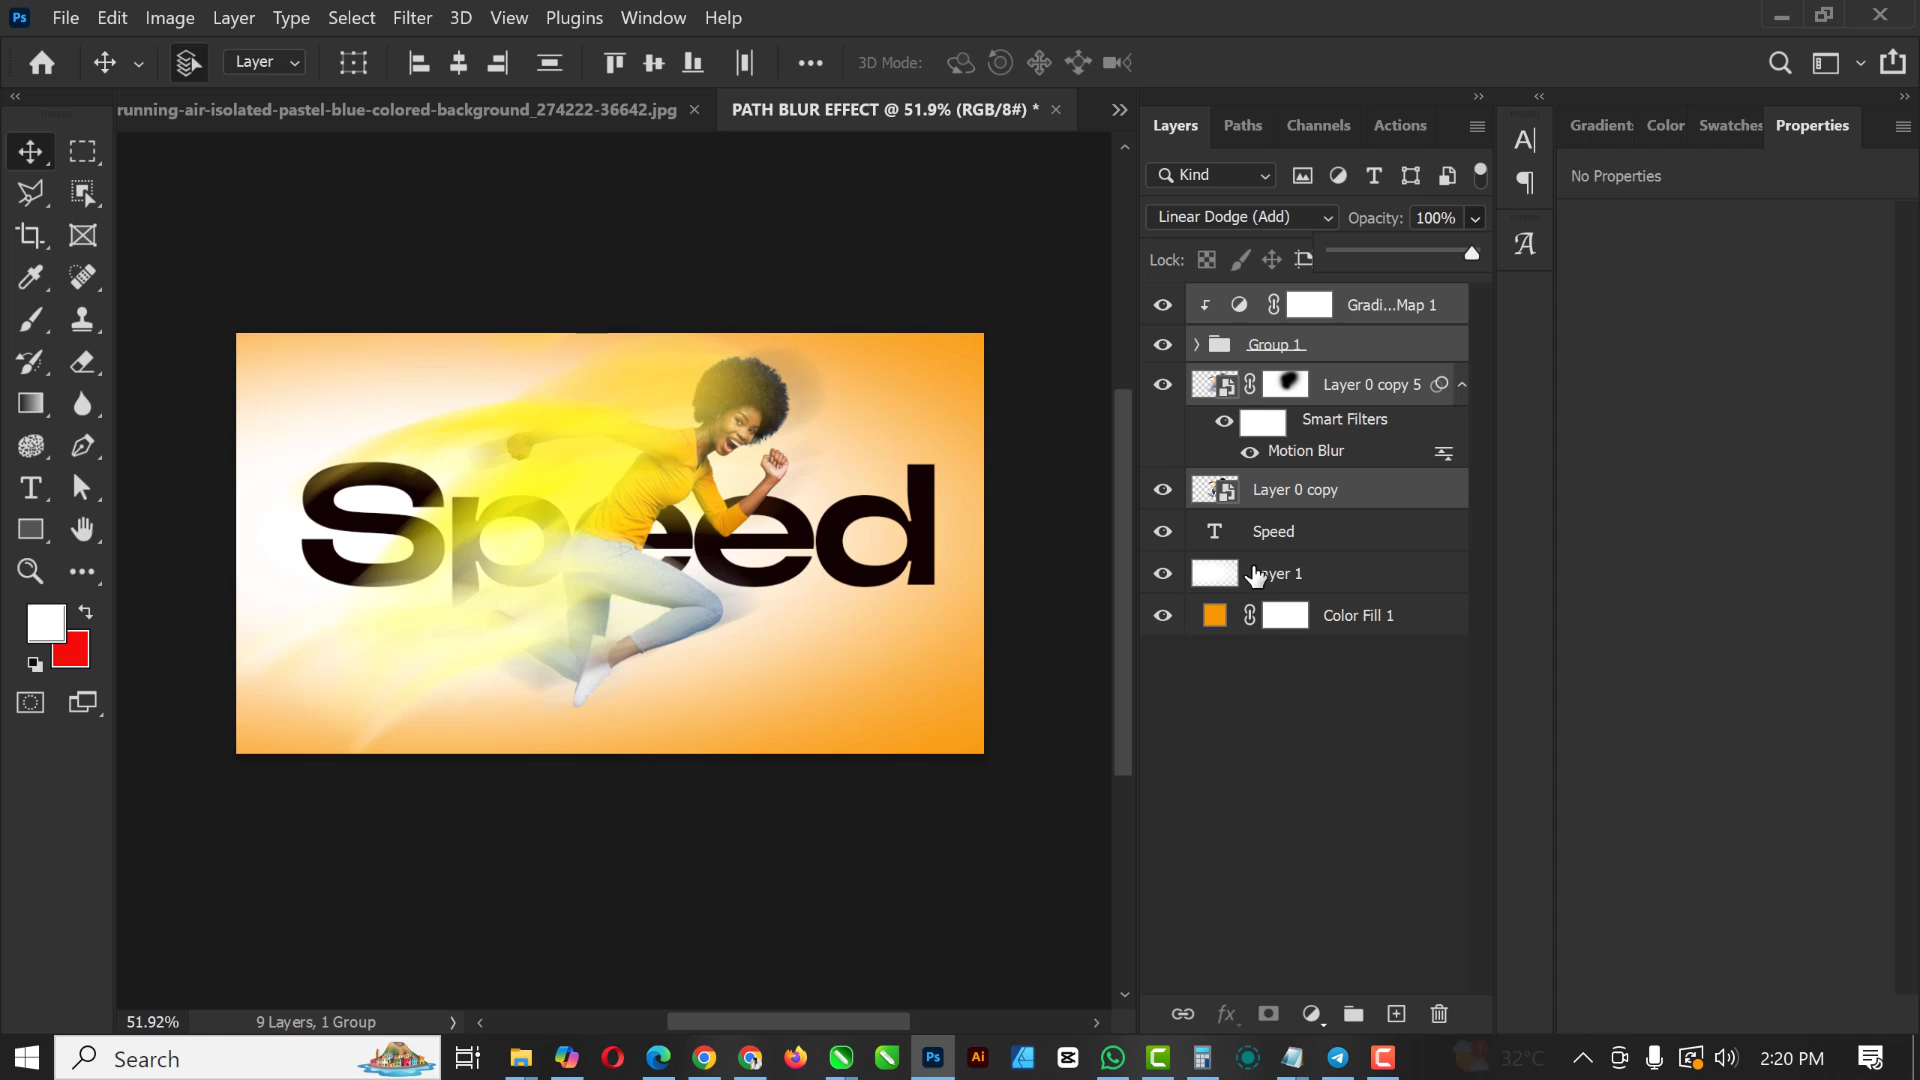 Ps File Edit Image Layer Type Select Filter 3D View Plugins Window Help
Layer 3D Mode:
running-air-isolated-pastel-blue-colored-background_274222-36642.jpg × PATH BLUR EFFECT @ 51.9% (RGB/8#) * ×
Layers Paths Channels Actions
Gradient Color Swatches Properties
Kind
No Properties
Linear Dodge (Add) Opacity: 100%
Lock:
Gradi...Map 1
Group 1
Layer 0 copy 5
Smart Filters
Motion Blur
Layer 0 copy
T Speed
Layer 1
Color Fill 1
Speed
51.92% 9 Layers, 1 Group
Search
Ps Ai
32°C
2:20 PM